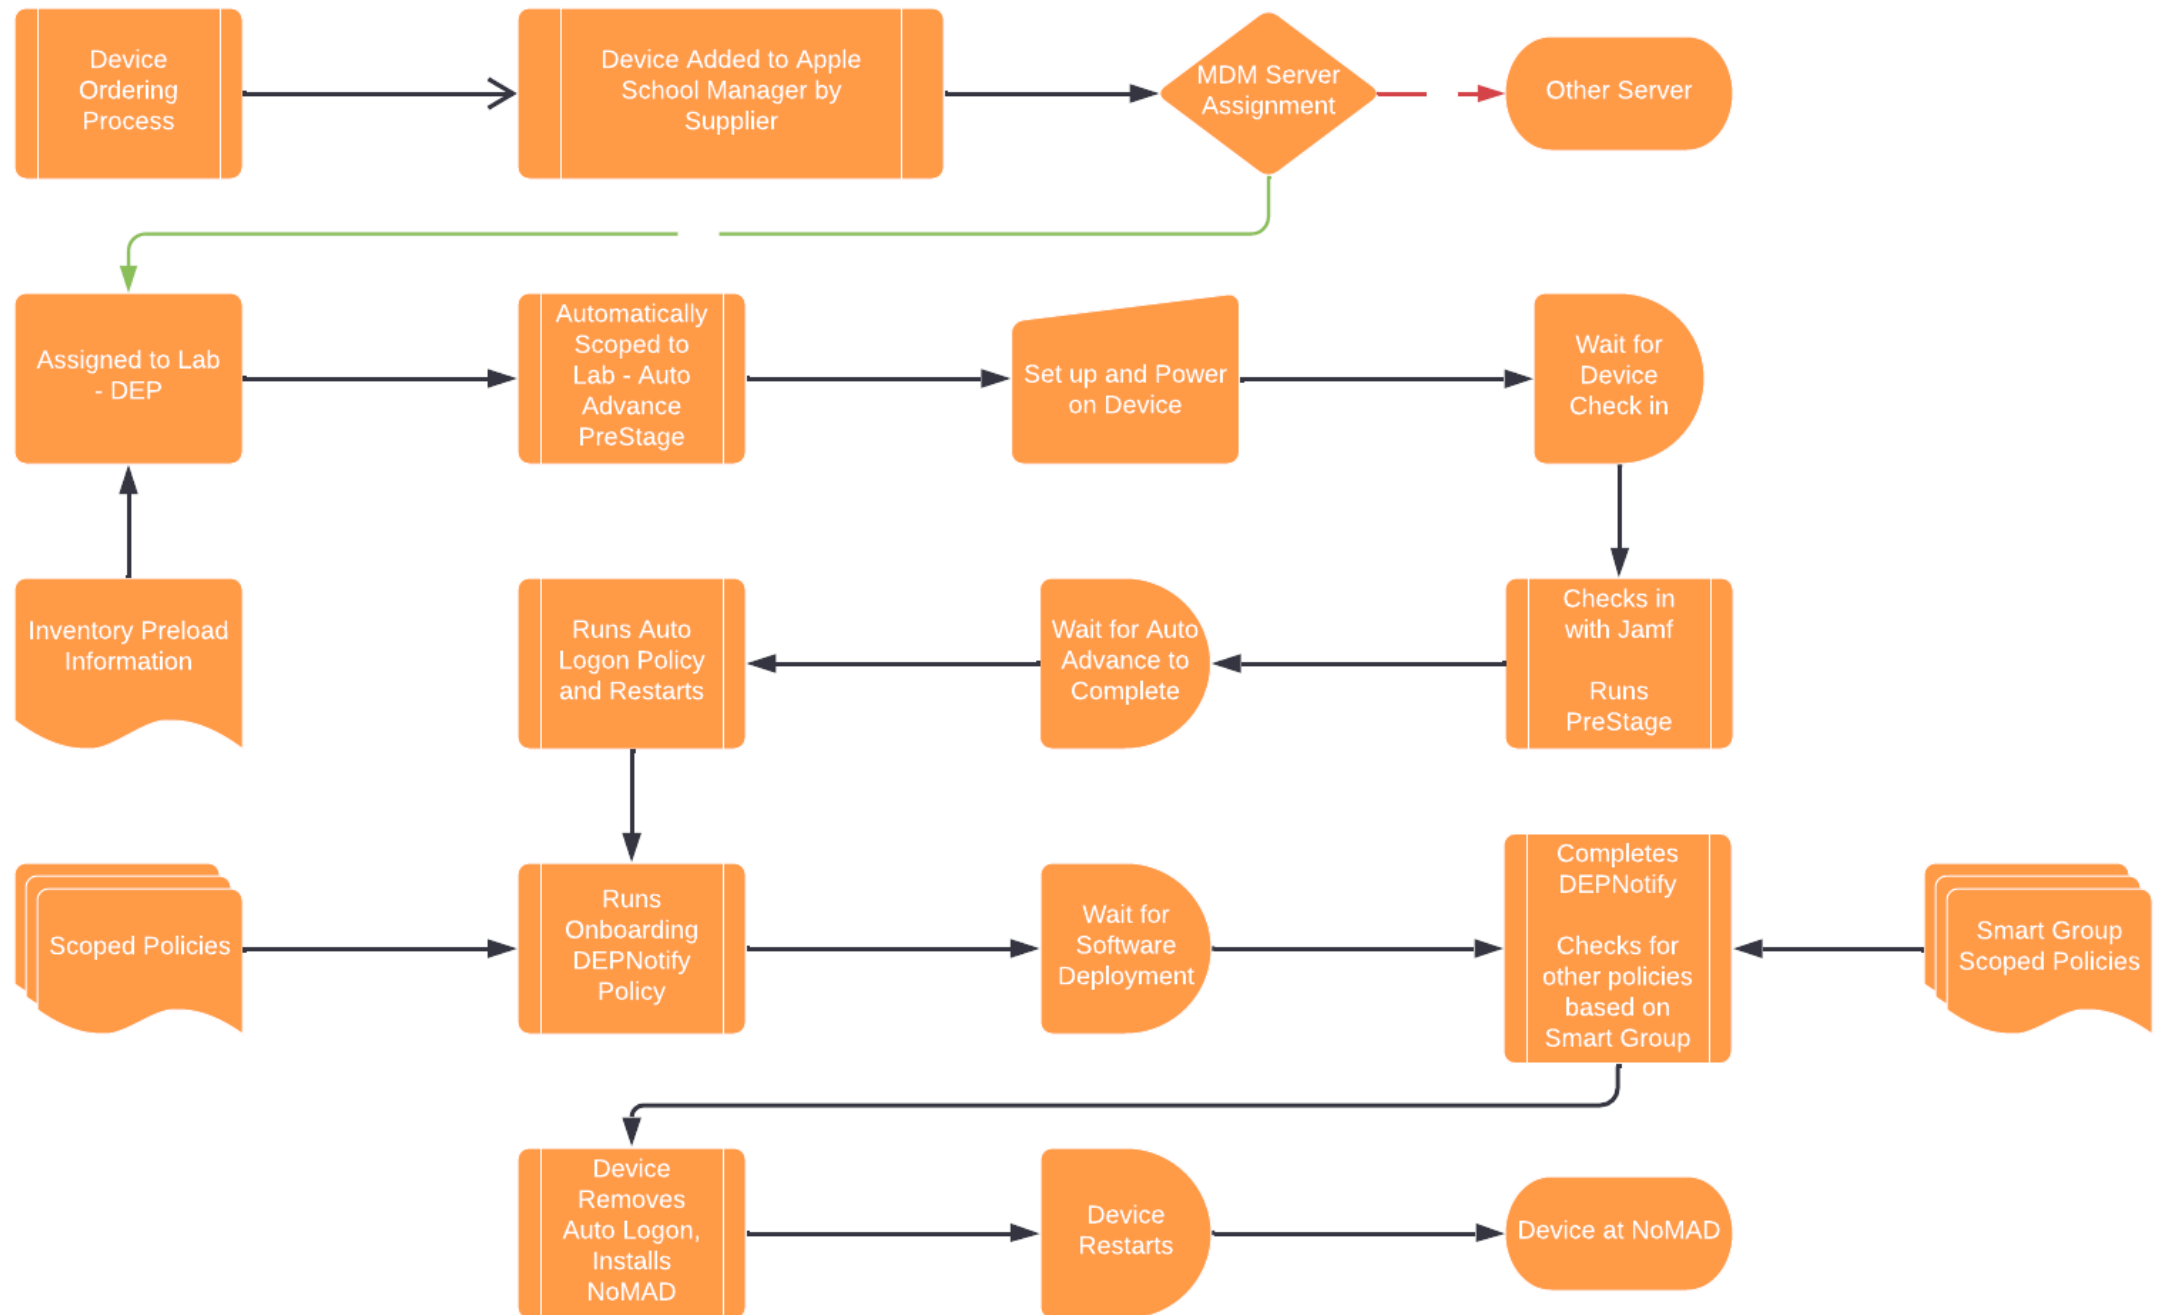 Device
Ordering
Process
Device Added to Apple
School Manager by
Supplier
MDM Server
Assignment
Other Server
Assigned to Lab
- DEP
Automatically
Scoped to
Lab - Auto
Advance
PreStage
Set up and Power
on Device
Wait for
Device
Check in
Inventory Preload
Information
Runs Auto
Logon Policy
and Restarts
Wait for Auto
Advance to
Complete
Checks in
with Jamf
Runs
PreStage
Scoped Policies
Runs
Onboarding
DEPNotify
Policy
Wait for
Software
Deployment
Completes
DEPNotify
Checks for
other policies
based on
Smart Group
Smart Group
Scoped Policies
Device
Removes
Auto Logon,
Installs
NoMAD
Device
Restarts
Device at NoMAD